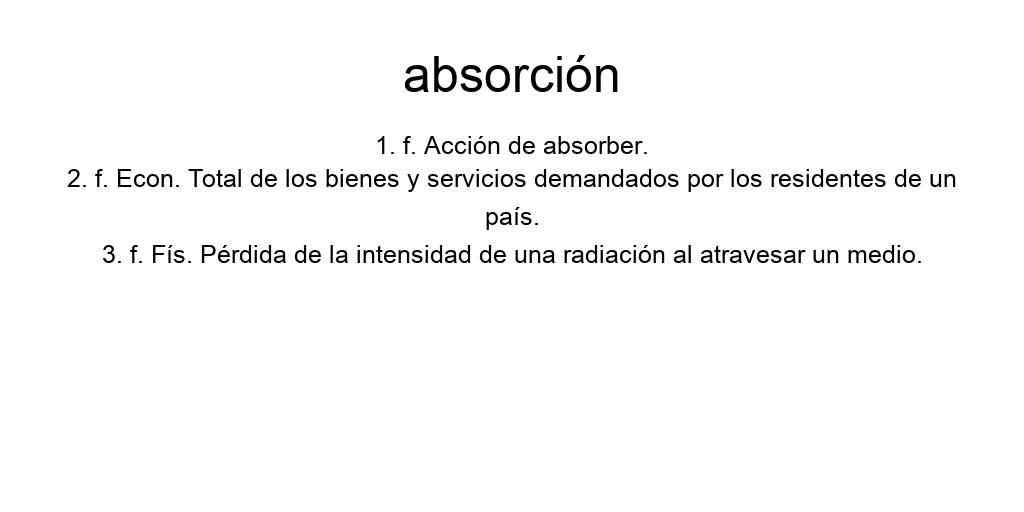 absorción
1. f. Acción de absorber.
2. f. Econ. Total de los bienes y servicios demandados por los residentes de un
país.
3. f. Fís. Pérdida de la intensidad de una radiación al atravesar un medio.